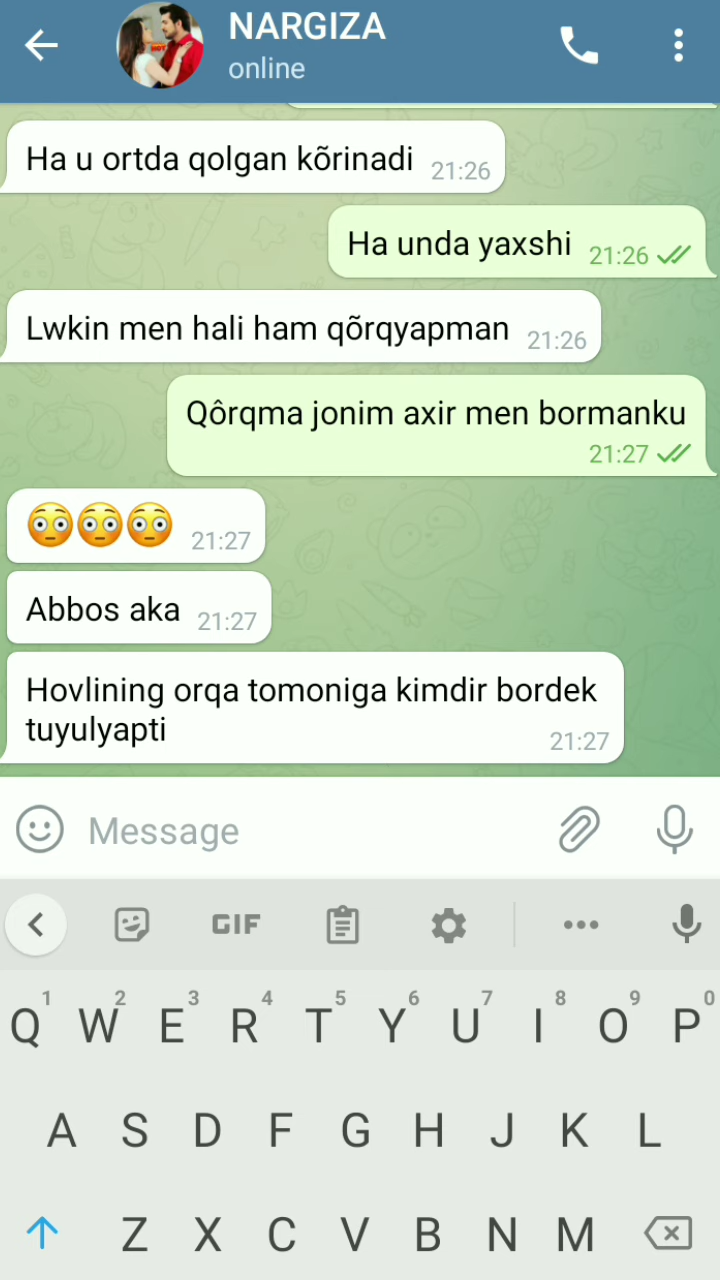 NARGIZA
online
Ha u ortda qolgan kõrinadi 21:26
Ha unda yaxshi 21:26
Lwkin men hali ham qõrqyapman 21:26
Qôrqma jonim axir men bormanku
21:27
😳😳😳 21:27
Abbos aka 21:27
Hovlining orqa tomoniga kimdir bordek
tuyulyapti 21:27
Message
GIF
1 2 3 4 5 6 7 8 9 0
Q W E R T Y U I O P
A S D F G H J K L
Z X C V B N M